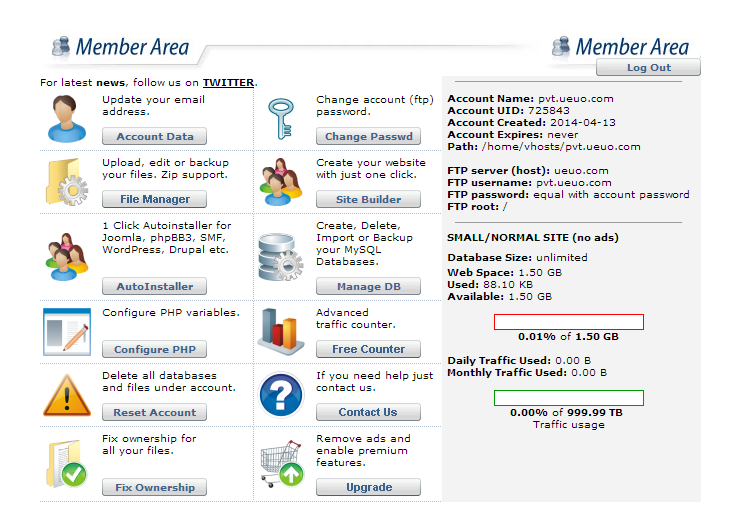 Member Area
Member Area
Log Out
For latest news, follow us on TWITTER.
Update your email
address.
Account Data
Change account (ftp)
password.
Change Passwd
Upload, edit or backup
your files. Zip support.
File Manager
Create your website
with just one click.
Site Builder
1 Click Autoinstaller for
Joomla, phpBB3, SMF,
WordPress, Drupal etc.
AutoInstaller
Create, Delete,
Import or Backup
your MySQL
Databases.
Manage DB
Configure PHP variables.
Configure PHP
Advanced
traffic counter.
Free Counter
Delete all databases
and files under account.
Reset Account
If you need help just
contact us.
Contact Us
Fix ownership for
all your files.
Fix Ownership
Remove ads and
enable premium
features.
Upgrade
Account Name: pvt.ueuo.com
Account UID: 725843
Account Created: 2014-04-13
Account Expires: never
Path: /home/vhosts/pvt.ueuo.com
FTP server (host): ueuo.com
FTP username: pvt.ueuo.com
FTP password: equal with account password
FTP root: /
SMALL/NORMAL SITE (no ads)
Database Size: unlimited
Web Space: 1.50 GB
Used: 88.10 KB
Available: 1.50 GB
0.01% of 1.50 GB
Daily Traffic Used: 0.00 B
Monthly Traffic Used: 0.00 B
0.00% of 999.99 TB
Traffic usage